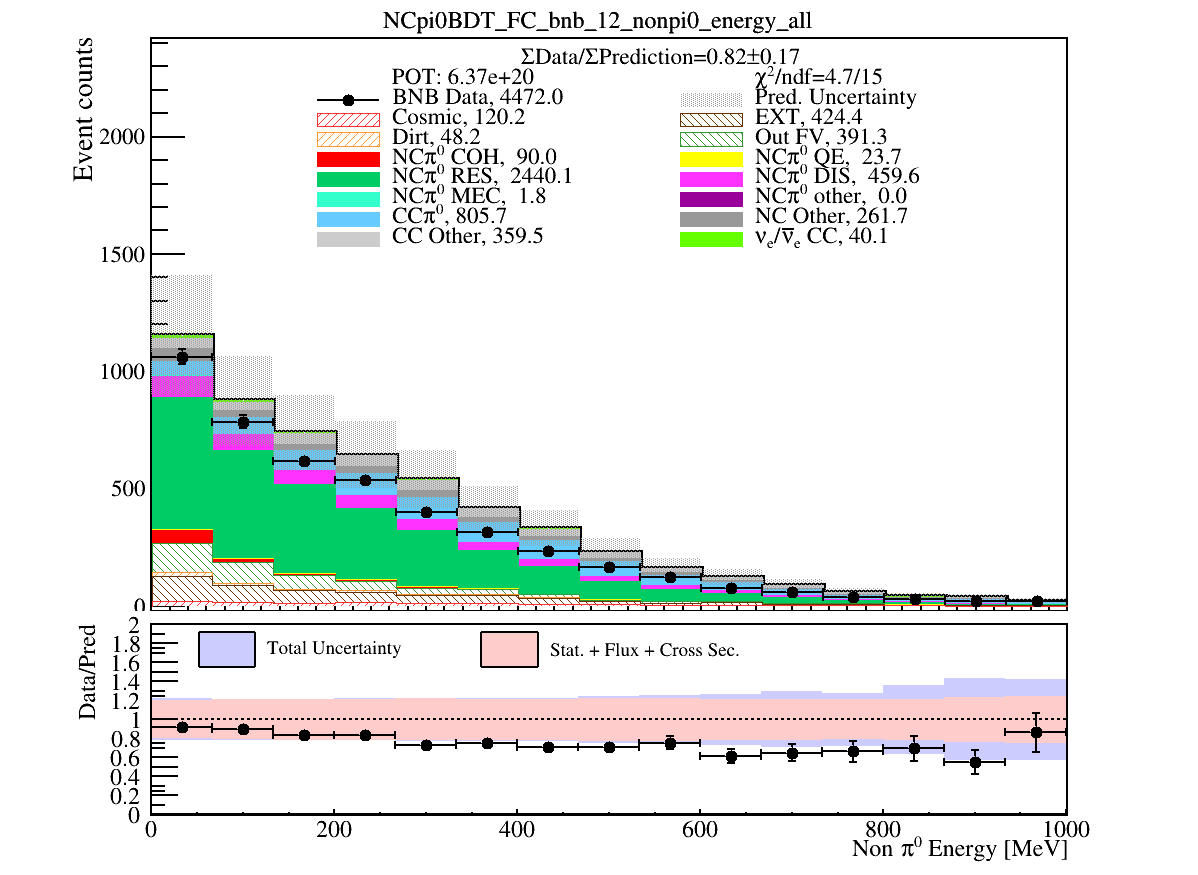 NCpi0BDT_FC_bnb_12_nonpi0_energy_all
ΣData/ΣPrediction=0.82±0.17
POT: 6.37e+20
χ²/ndf=4.7/15
BNB Data, 4472.0
Pred. Uncertainty
Cosmic, 120.2
EXT, 424.4
Dirt, 48.2
Out FV, 391.3
NCπ⁰ COH, 90.0
NCπ⁰ QE, 23.7
NCπ⁰ RES, 2440.1
NCπ⁰ DIS, 459.6
NCπ⁰ MEC, 1.8
NCπ⁰ other, 0.0
CCπ⁰, 805.7
NC Other, 261.7
CC Other, 359.5
νₑ/ν̅ₑ CC, 40.1
Event counts
2000
1500
1000
500
0
Total Uncertainty
Stat. + Flux + Cross Sec.
Data/Pred
2
1.8
1.6
1.4
1.2
1
0.8
0.6
0.4
0.2
0
0 200 400 600 800 1000
Non π⁰ Energy [MeV]